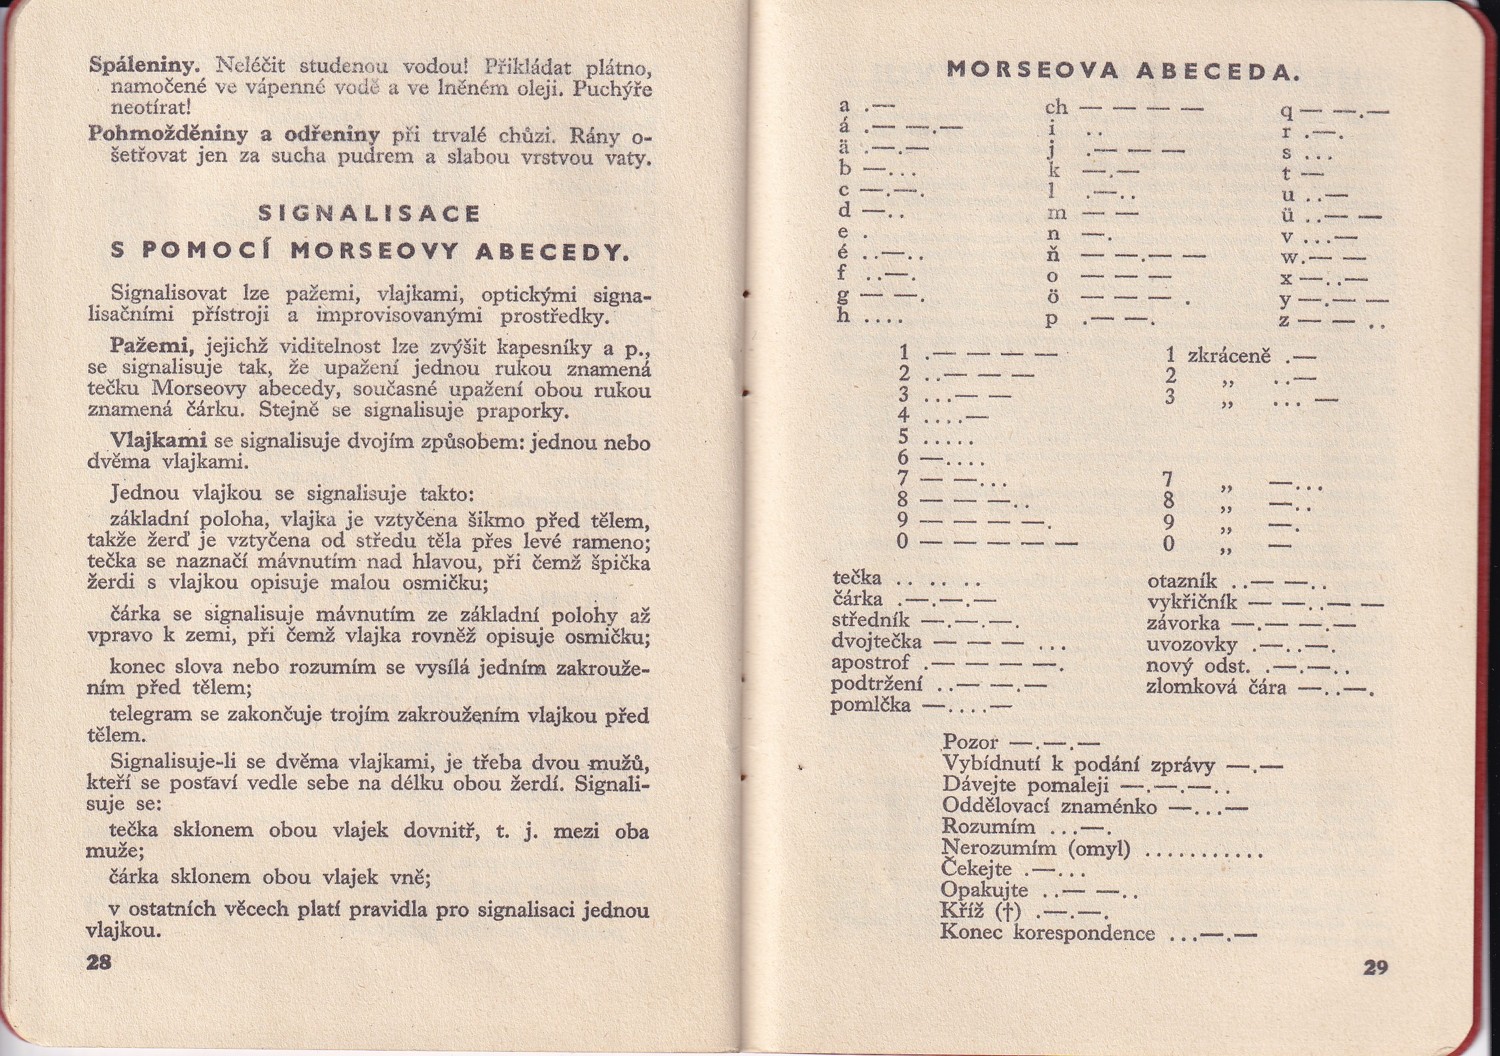 Spáleniny. Neléčit studenou vodou! Přikládat plátno,
namočené ve vápenné vodě a ve lněném oleji. Puchýře
neotírat!
Pohmožděniny a odřeniny při trvalé chůzi. Rány o-
šetřovat jen za sucha pudrem a slabou vrstvou vaty.
SIGNALISACE
S POMOCÍ MORSEOVY ABECEDY.
Signalisovat lze pažemi, vlajkami, optickými signa-
lisačními přístroji a improvisovanými prostředky.
Pažemi, jejichž viditelnost lze zvýšit kapesníky a p.,
se signalisuje tak, že upažení jednou rukou znamená
tečku Morseovy abecedy, současné upažení obou rukou
znamená čárku. Stejně se signalisuje praporky.
Vlajkami se signalisuje dvojím způsobem: jednou nebo
dvěma vlajkami.
Jednou vlajkou se signalisuje takto:
základní poloha, vlajka je vztyčena šikmo před tělem,
takže žerď je vztyčena od středu těla přes levé rameno;
tečka se naznačí mávnutím nad hlavou, při čemž špička
žerdi s vlajkou opisuje malou osmičku;
čárka se signalisuje mávnutím ze základní polohy až
vpravo k zemi, při čemž vlajka rovněž opisuje osmičku;
konec slova nebo rozumím se vysílá jedním zakrouže-
ním před tělem;
telegram se zakončuje trojím zakroužením vlajkou před
tělem.
Signalisuje-li se dvěma vlajkami, je třeba dvou mužů,
kteří se postaví vedle sebe na délku obou žerdí. Signali-
suje se:
tečka sklonem obou vlajek dovnitř, t. j. mezi oba
muže;
čárka sklonem obou vlajek vně;
v ostatních věcech platí pravidla pro signalisaci jednou
vlajkou.
28
MORSEOVA ABECEDA.
a .—
á .— —.—
ä .—.—
b —...
c —.—.
d —..
e .
é ..—..
f ..—.
g — —.
h ....
ch — — — —
i ..
j .— — —
k —.—
l .—..
m — —
n —.
ň — —.— —
o — — —
ö — — — .
p .— —.
q — —.—
r .—.
s ...
t —
u ..—
ü ..— —
v ...—
w.— —
x —..—
y —.— —
z — — ..
1 .— — — —
2 ..— — —
3 ...— —
4 ....—
5 .....
6 —....
7 — —...
8 — — —..
9 — — — —.
0 — — — — —
1 zkráceně .—
2 „ ..—
3 „ ... —
7 „ —...
8 „ —..
9 „ —.
0 „ —
tečka .. .. ..
čárka .—.—.—
středník —.—.—.
dvojtečka — — — ...
apostrof .— — — —.
podtržení ..— —.—
pomlčka —....—
otazník ..— —..
vykřičník — —..— —
závorka —.— —.—
uvozovky .—..—.
nový odst. .—.—..
zlomková čára —..—.
Pozor —.—.—
Vybídnutí k podání zprávy —.—
Dávejte pomaleji —.—.—..
Oddělovací znaménko —...—
Rozumím ...—.
Nerozumím (omyl) ...........
Čekejte .—...
Opakujte ..— —..
Kříž (†) .—.—.
Konec korespondence ...—.—
29